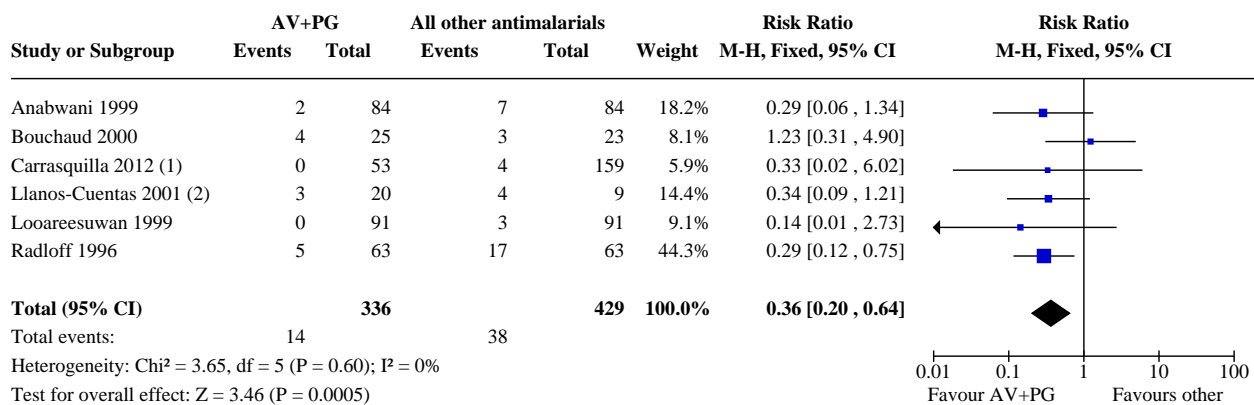 AV+PG All other antimalarials Risk Ratio Risk Ratio
Study or Subgroup Events Total Events Total Weight M-H, Fixed, 95% CI M-H, Fixed, 95% CI
Anabwani 1999 2 84 7 84 18.2% 0.29 [0.06 , 1.34]
Bouchaud 2000 4 25 3 23 8.1% 1.23 [0.31 , 4.90]
Carrasquilla 2012 (1) 0 53 4 159 5.9% 0.33 [0.02 , 6.02]
Llanos-Cuentas 2001 (2) 3 20 4 9 14.4% 0.34 [0.09 , 1.21]
Looareesuwan 1999 0 91 3 91 9.1% 0.14 [0.01 , 2.73]
Radloff 1996 5 63 17 63 44.3% 0.29 [0.12 , 0.75]
Total (95% CI) 336 429 100.0% 0.36 [0.20 , 0.64]
Total events: 14 38
Heterogeneity: Chi² = 3.65, df = 5 (P = 0.60); I² = 0%
0.01 0.1 1 10 100
Test for overall effect: Z = 3.46 (P = 0.0005) Favour AV+PG Favours other